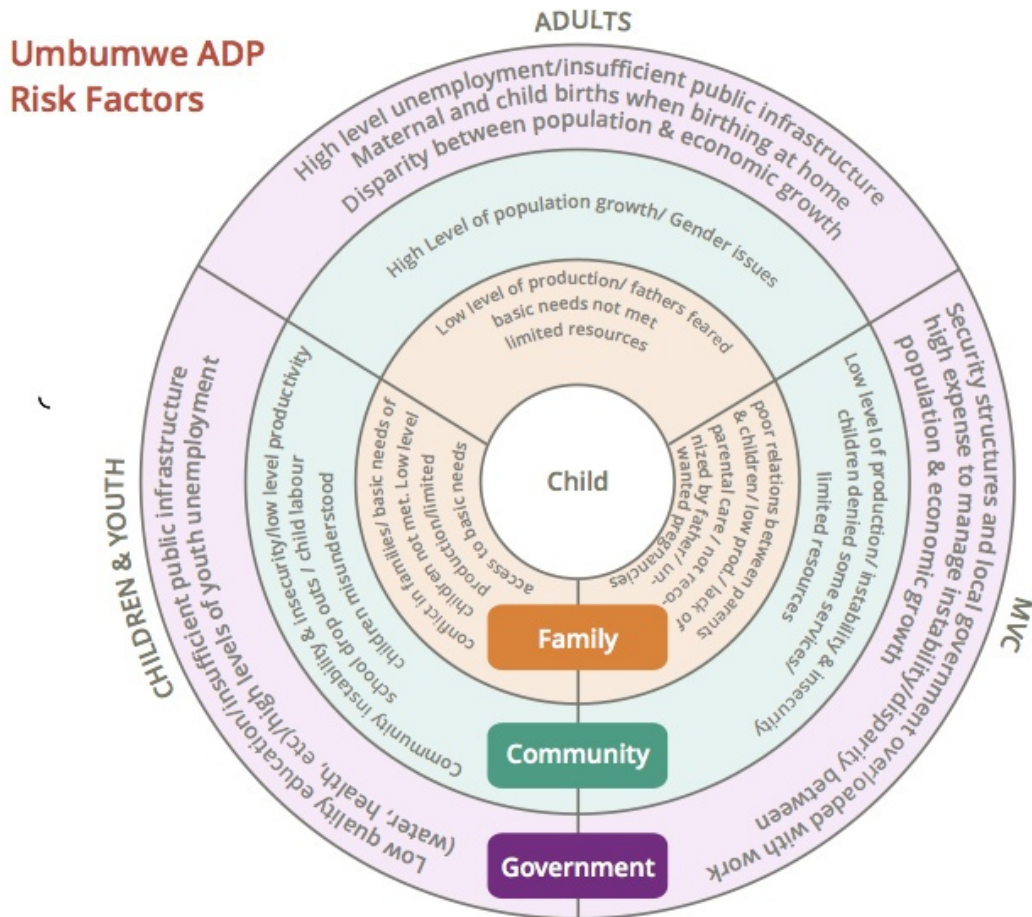 Umbumwe ADP
Risk Factors
ADULTS
High level unemployment/insufficient public infrastructure
Maternal and child births when birthing at home
Disparity between population & economic growth
High Level of population growth/ Gender issues
Low level of production/ fathers feared
basic needs not met
limited resources
CHILDREN & YOUTH
Low quality education/insufficient public infrastructure
(water, health, etc)/high levels of youth unemployment
Community instability & insecurity/low level productivity
school drop outs / child labour
children misunderstood
conflict in families/ basic needs of
children not met. Low level
production/limited
access to basic needs
Child
MVC
Security structures and local government overloaded with work
high expense to manage instability/disparity between
population & economic growth
Low level of production/ instability & insecurity
children denied some services/
limited resources
poor relations between parents
& children/ low prod./ lack of
parental care / not reco-
nized by father/ un-
wanted pregnancies
Family
Community
Government